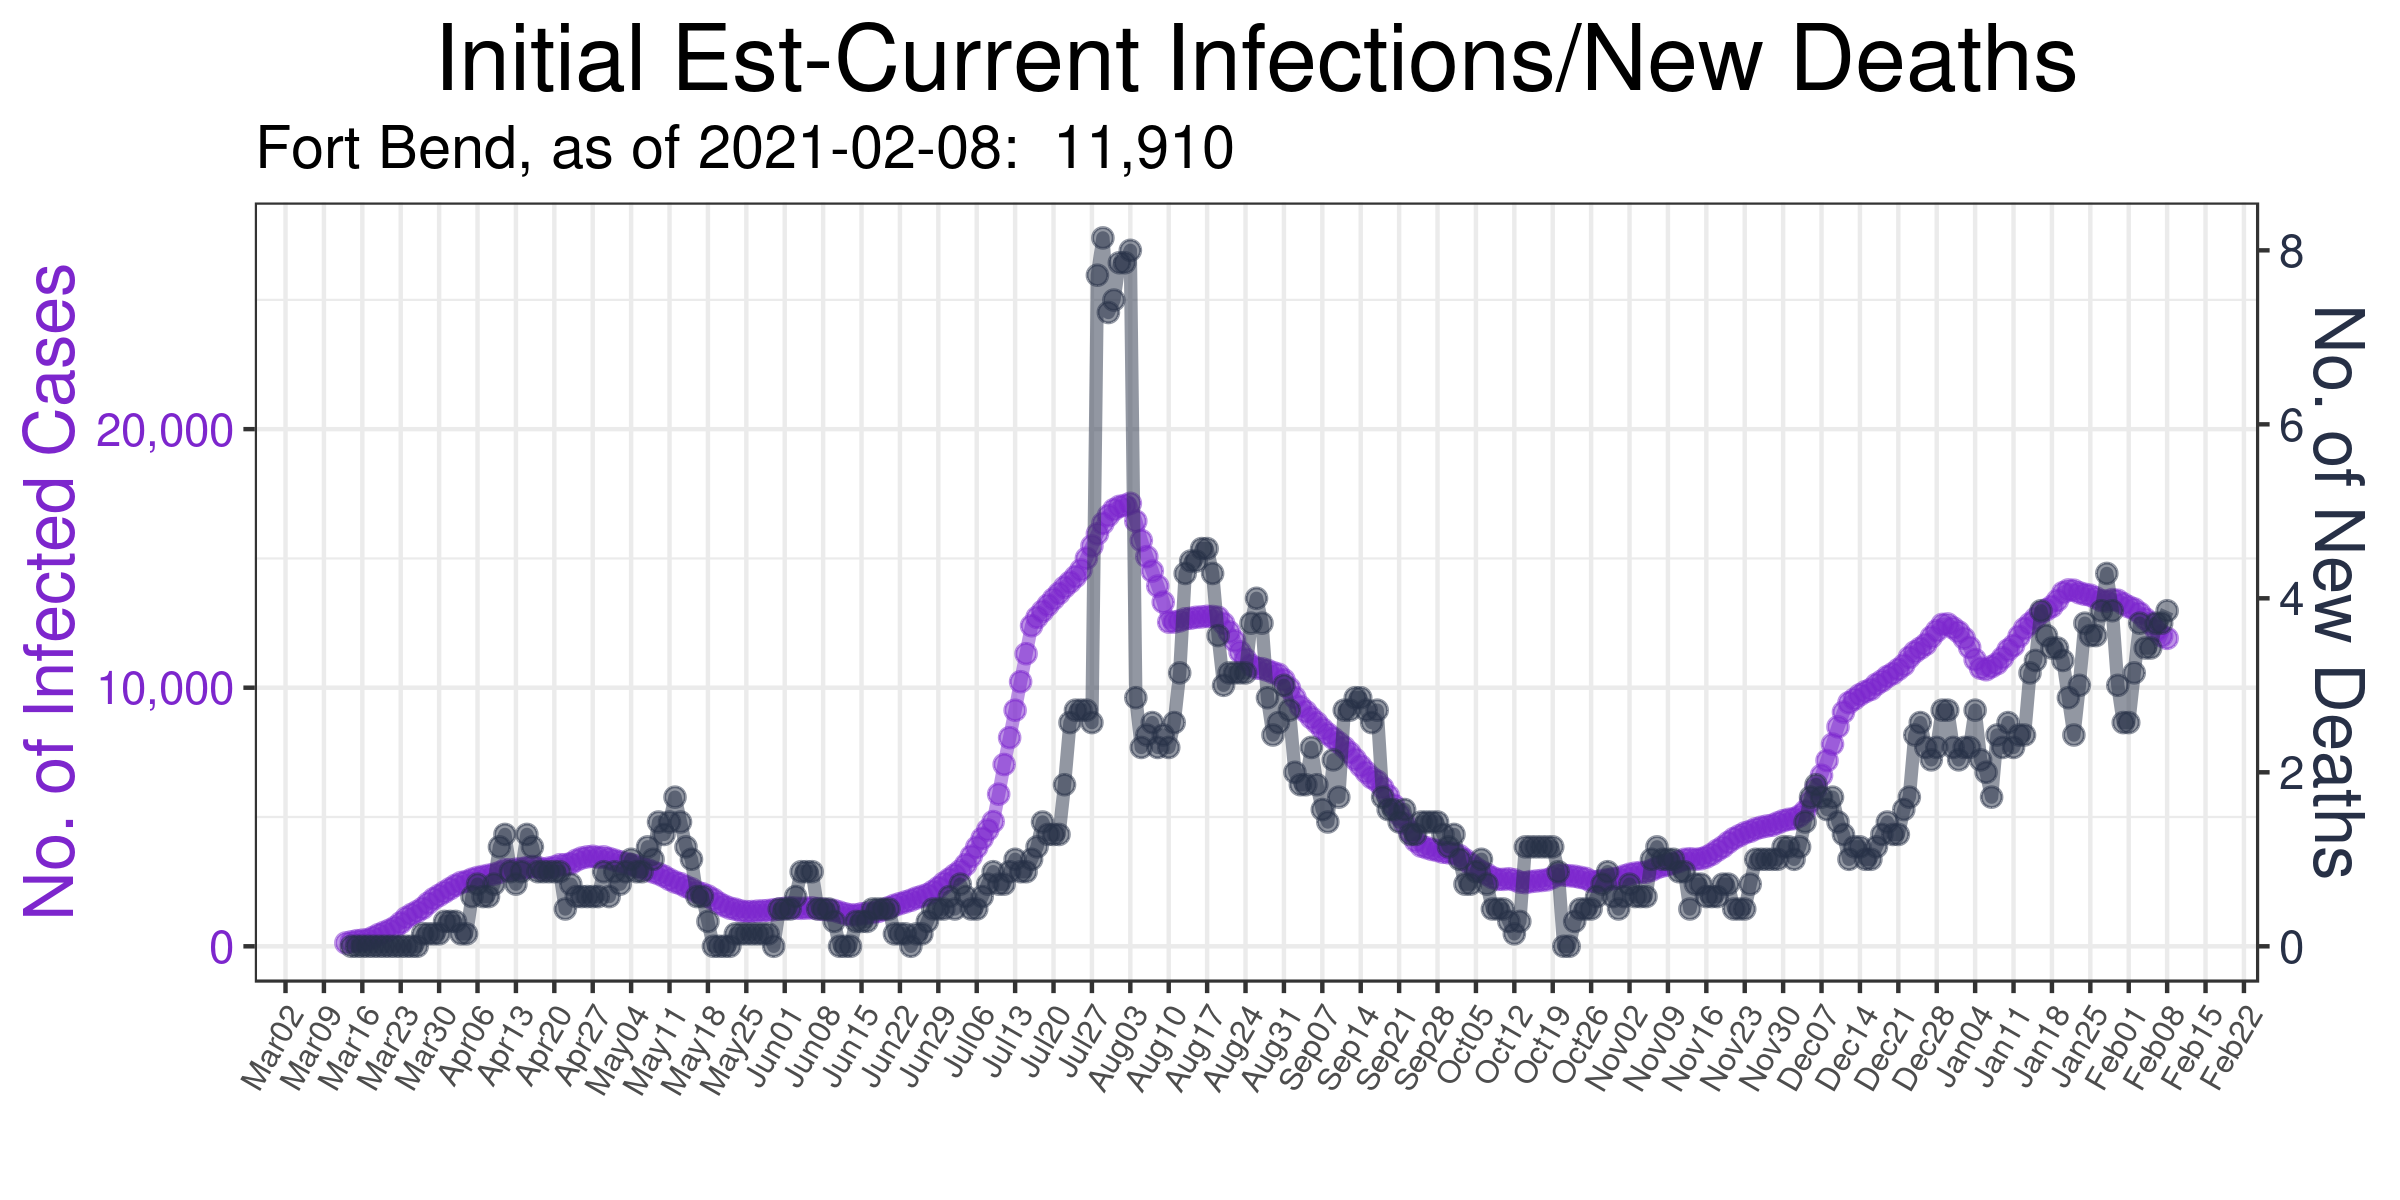 Initial Est-Current Infections/New Deaths
Fort Bend, as of 2021-02-08:  11,910
No. of Infected Cases
20,000
10,000
0
8
6
4
2
0
No. of New Deaths
Mar02
Mar09
Mar16
Mar23
Mar30
Apr06
Apr13
Apr20
Apr27
May04
May11
May18
May25
Jun01
Jun08
Jun15
Jun22
Jun29
Jul06
Jul13
Jul20
Jul27
Aug03
Aug10
Aug17
Aug24
Aug31
Sep07
Sep14
Sep21
Sep28
Oct05
Oct12
Oct19
Oct26
Nov02
Nov09
Nov16
Nov23
Nov30
Dec07
Dec14
Dec21
Dec28
Jan04
Jan11
Jan18
Jan25
Feb01
Feb08
Feb15
Feb22